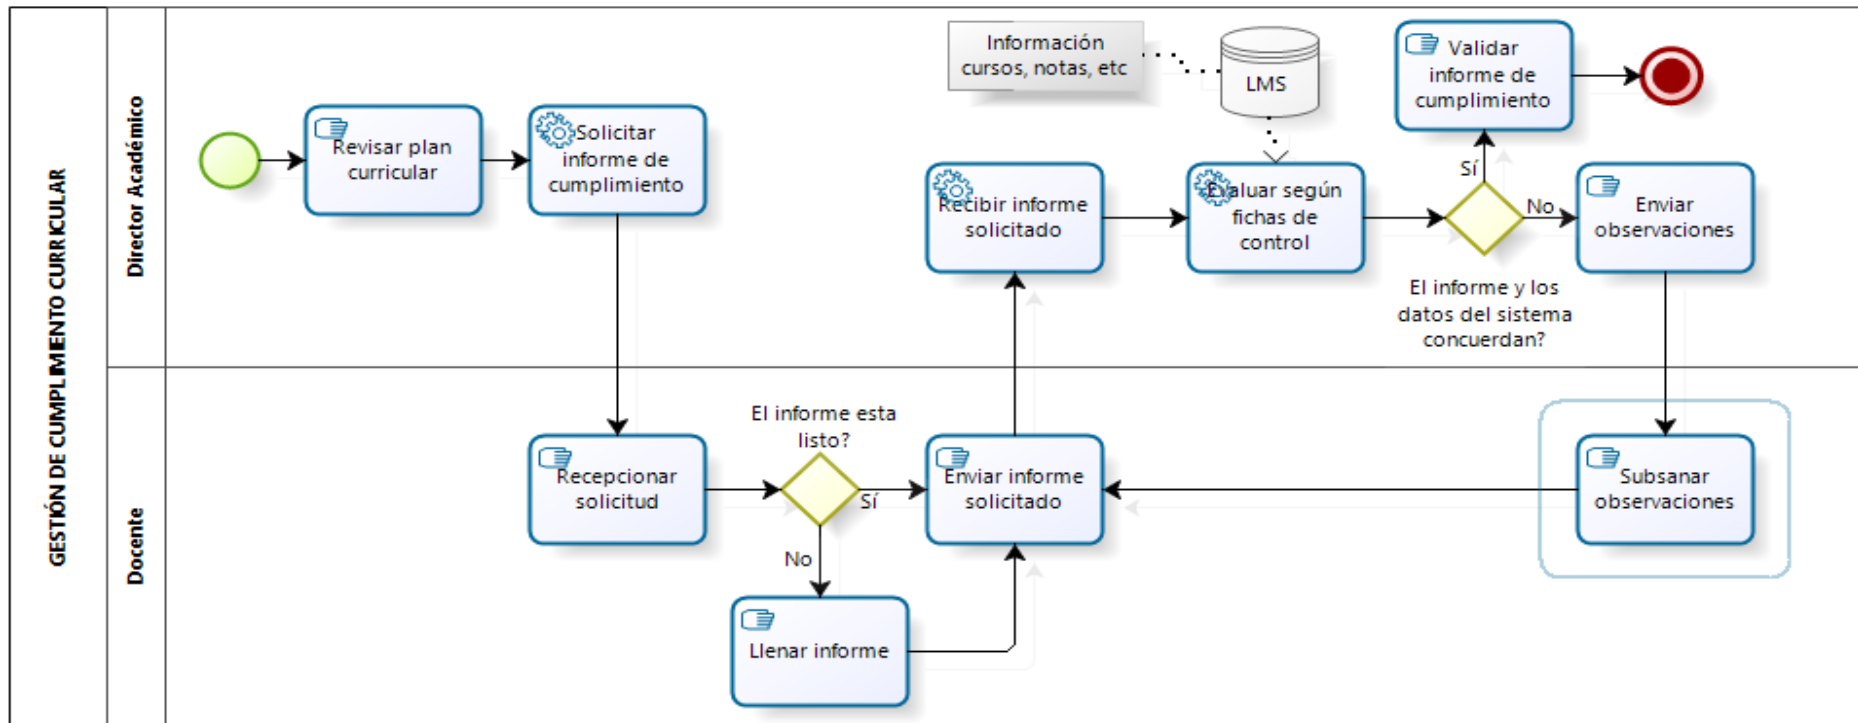 GESTIÓN DE CUMPLIMIENTO CURRICULAR
Director Académico
Revisar plan
curricular
Solicitar
informe de
cumplimiento
Información
cursos, notas, etc
LMS
Validar
informe de
cumplimiento
Recibir informe
solicitado
Evaluar según
fichas de
control
Sí
No
Enviar
observaciones
El informe y los
datos del sistema
concuerdan?
Docente
Recepcionar
solicitud
El informe esta
listo?
Sí
No
Enviar informe
solicitado
Subsanar
observaciones
Llenar informe